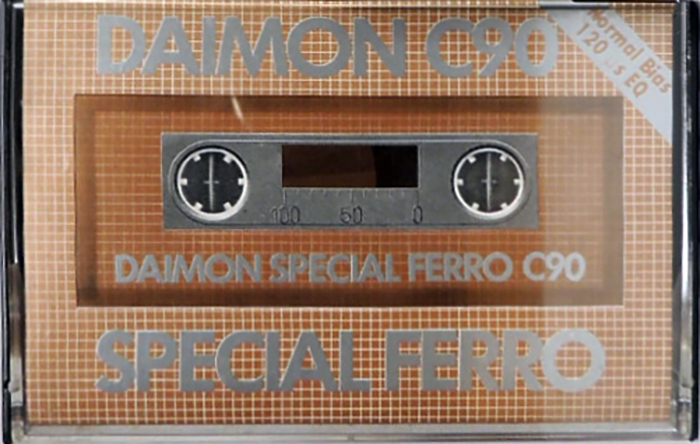 DAIMON C90
Normal Bias
120 µs EQ
100 50 0
DAIMON SPECIAL FERRO C90
SPECIAL FERRO